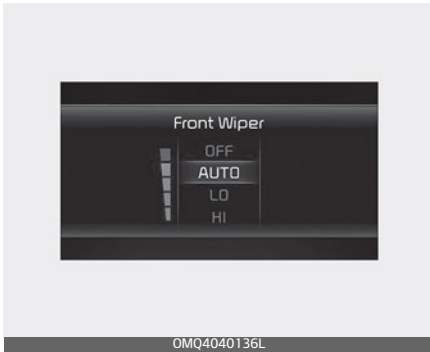 Front Wiper
OFF
AUTO
LO
HI
OMQ4040136L